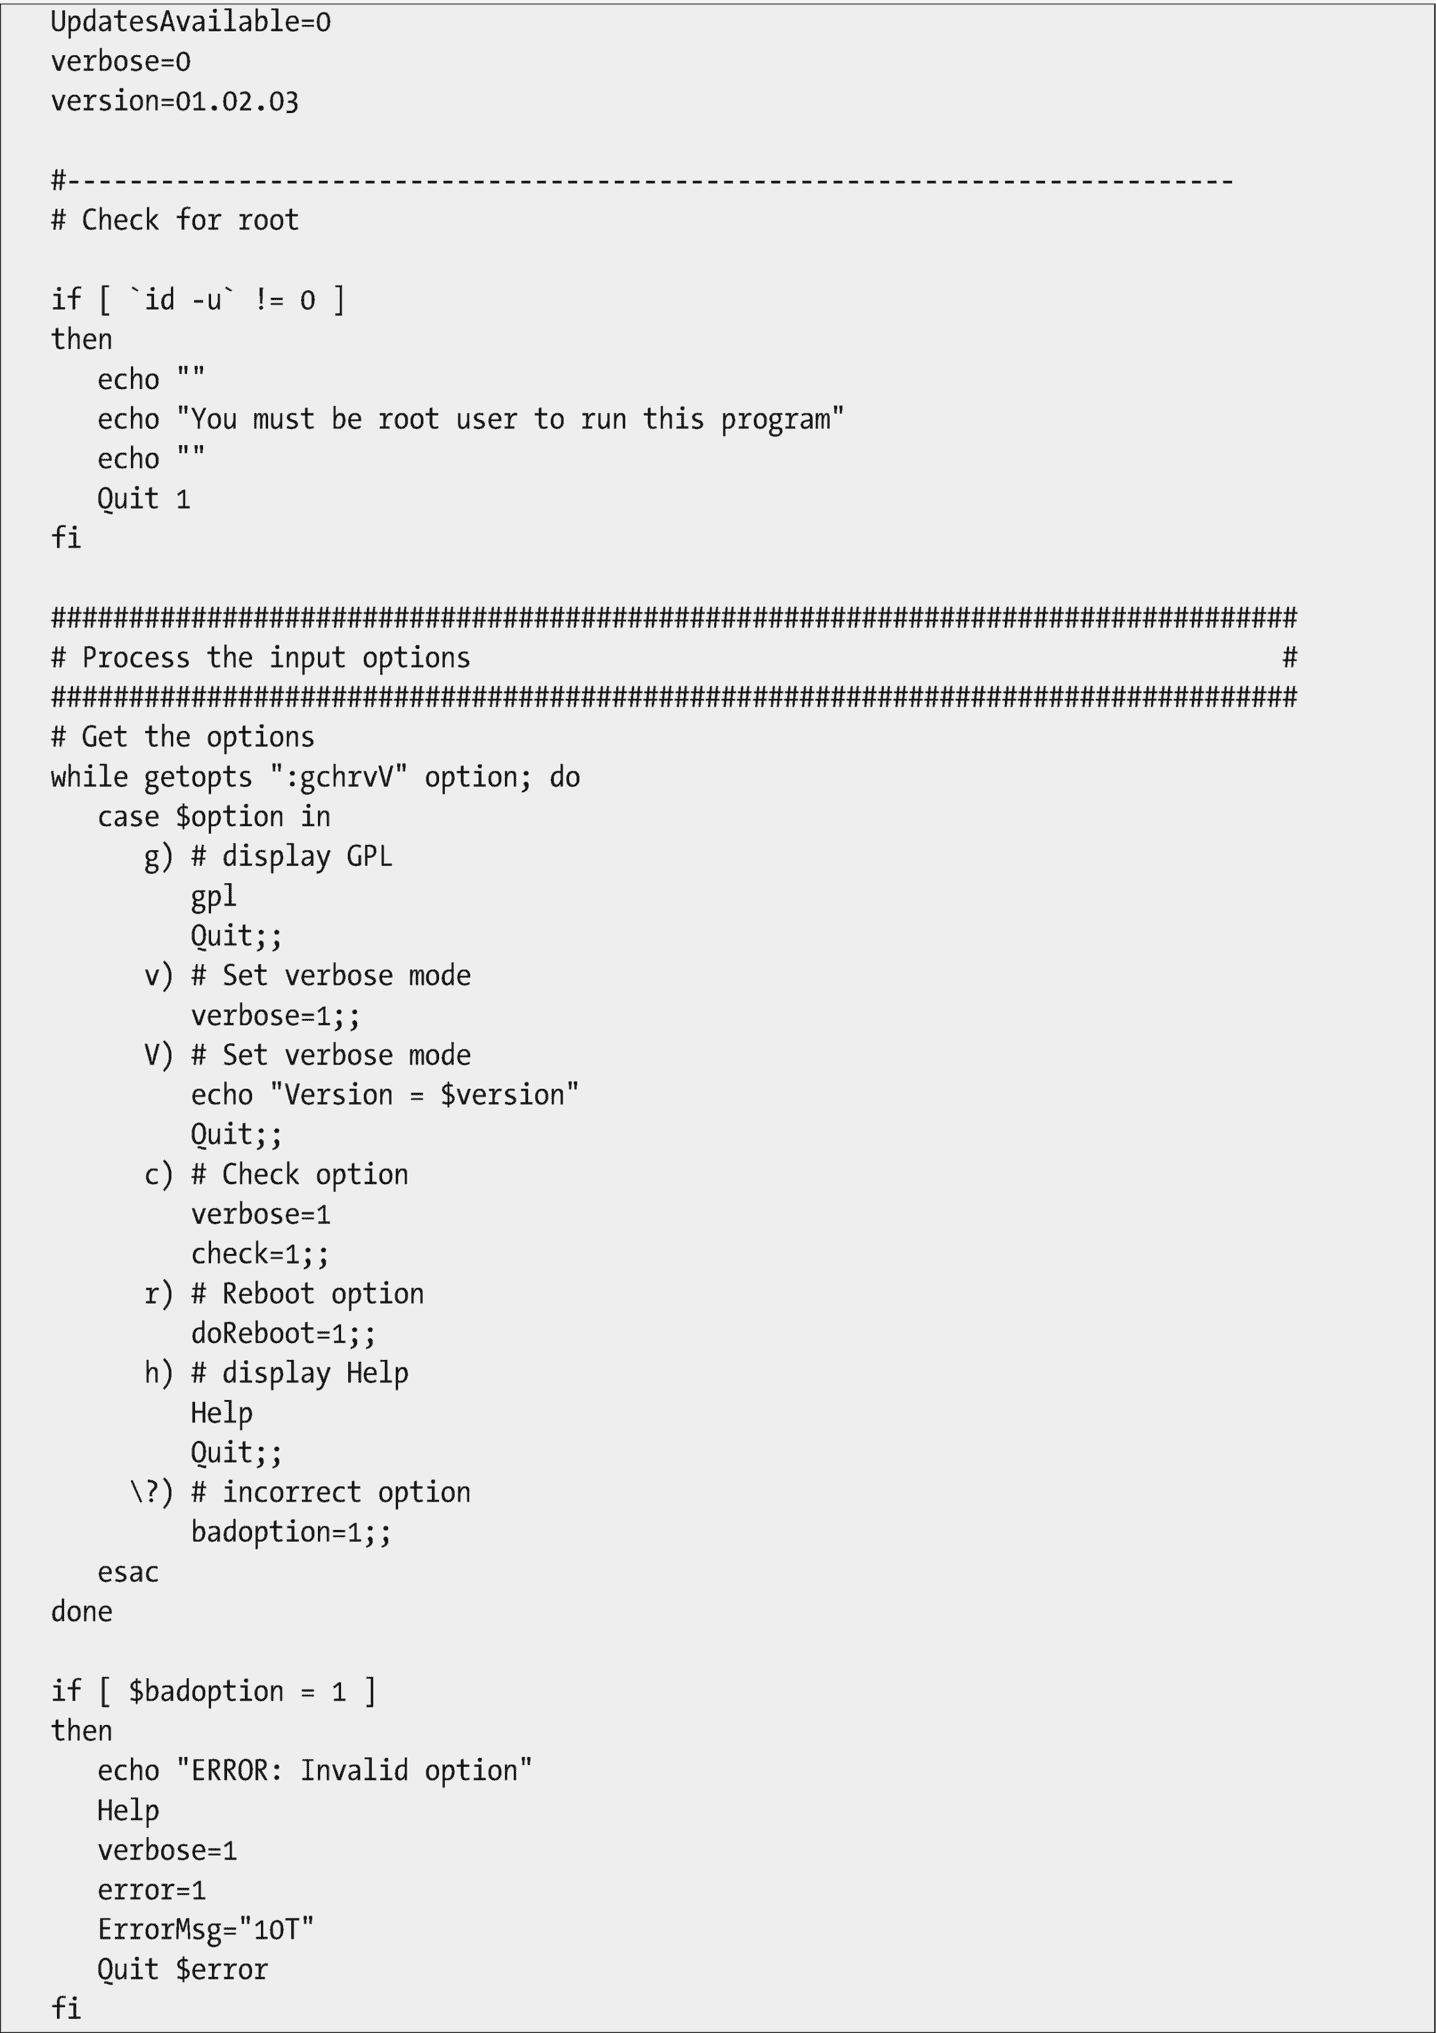 UpdatesAvailable=0
verbose=0
version=01.02.03
#---------------------------------------------------------------------------
# Check for root
if [ `id -u` != 0 ]
then
echo ""
echo "You must be root user to run this program"
echo ""
Quit 1
fi
################################################################################
# Process the input options #
################################################################################
# Get the options
while getopts ":gchrvV" option; do
case $option in
g) # display GPL
gpl
Quit;;
v) # Set verbose mode
verbose=1;;
V) # Set verbose mode
echo "Version = $version"
Quit;;
c) # Check option
verbose=1
check=1;;
r) # Reboot option
doReboot=1;;
h) # display Help
Help
Quit;;
\?) # incorrect option
badoption=1;;
esac
done
if [ $badoption = 1 ]
then
echo "ERROR: Invalid option"
Help
verbose=1
error=1
ErrorMsg="10T"
Quit $error
fi